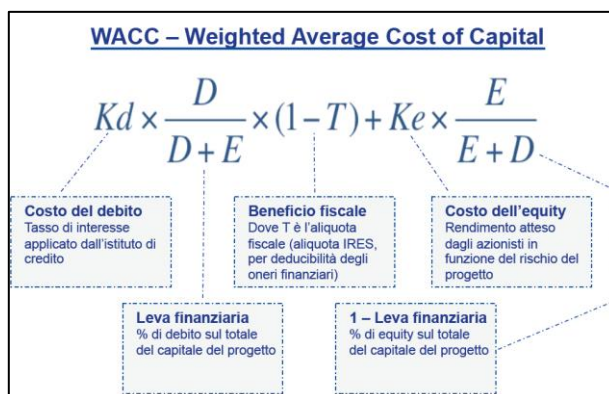 WACC – Weighted Average Cost of Capital
Kd × D / D + E × (1 − T) + Ke × E / E + D
Costo del debito
Tasso di interesse
applicato dall'istituto di
credito
Beneficio fiscale
Dove T è l'aliquota
fiscale (aliquota IRES,
per deducibilità degli
oneri finanziari)
Costo dell'equity
Rendimento atteso
dagli azionisti in
funzione del rischio del
progetto
Leva finanziaria
% di debito sul totale
del capitale del progetto
1 – Leva finanziaria
% di equity sul totale
del capitale del progetto